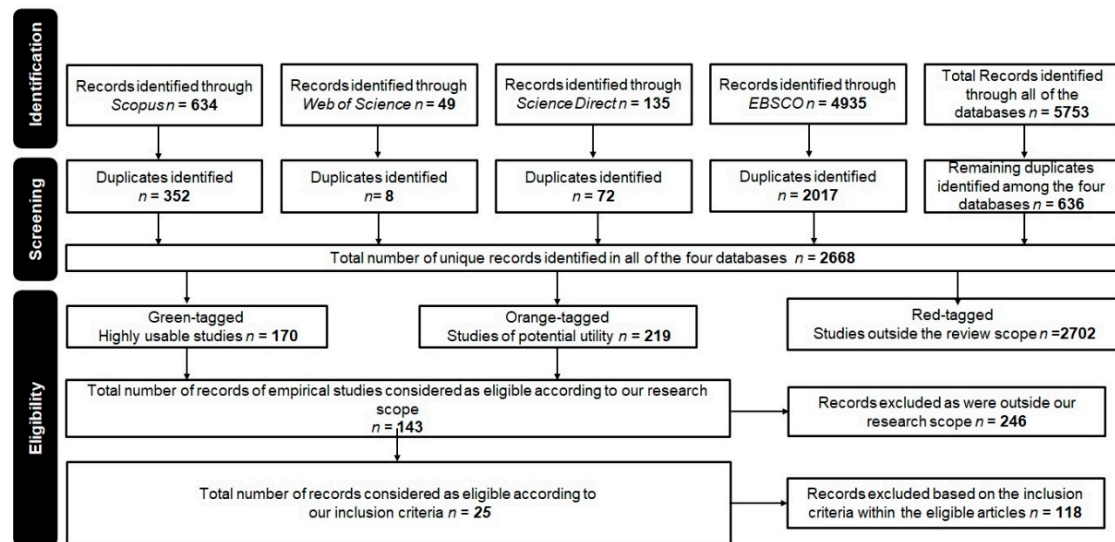 Identification
Records identified through
Scopus n = 634
Records identified through
Web of Science n = 49
Records identified through
Science Direct n = 135
Records identified through
EBSCO n = 4935
Total Records identified
through all of the
databases n = 5753
Screening
Duplicates identified
n = 352
Duplicates identified
n= 8
Duplicates identified
n = 72
Duplicates identified
n = 2017
Remaining duplicates
identified among the four
databases n = 636
Total number of unique records identified in all of the four databases n = 2668
Eligibility
Green-tagged
Highly usable studies n = 170
Orange-tagged
Studies of potential utility n = 219
Red-tagged
Studies outside the review scope n =2702
Total number of records of empirical studies considered as eligible according to our research
scope
n = 143
Records excluded as were outside our
research scope n = 246
Total number of records considered as eligible according to
our inclusion criteria n = 25
Records excluded based on the inclusion
criteria within the eligible articles n = 118